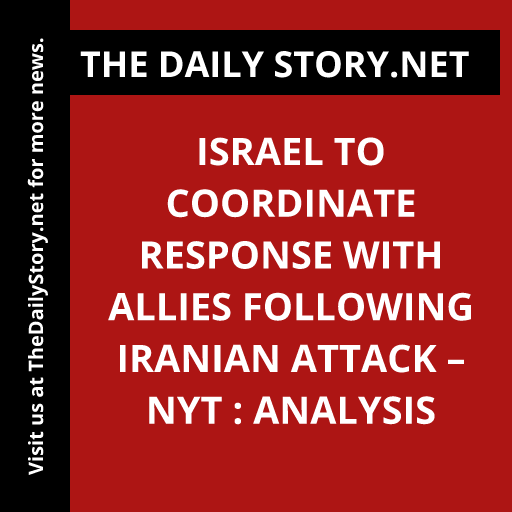 THE DAILY STORY.NET
ISRAEL TO
COORDINATE
RESPONSE WITH
ALLIES FOLLOWING
IRANIAN ATTACK –
NYT : ANALYSIS
Visit us at TheDailyStory.net for more news.